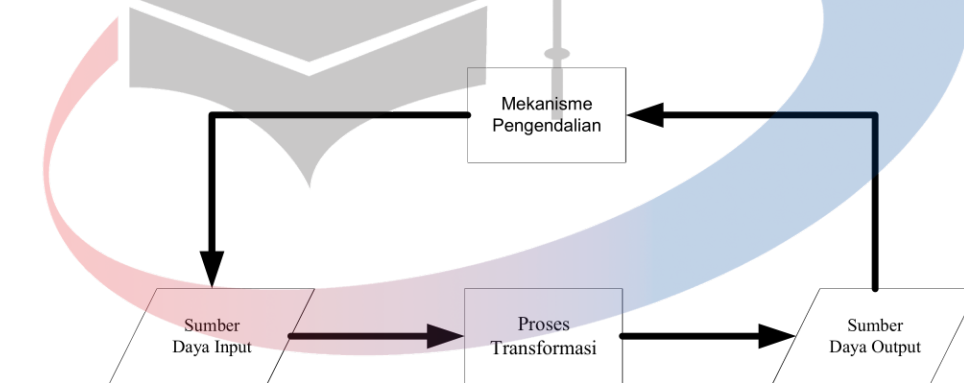 Mekanisme
Pengendalian
Sumber
Daya Input
Proses
Transformasi
Sumber
Daya Output